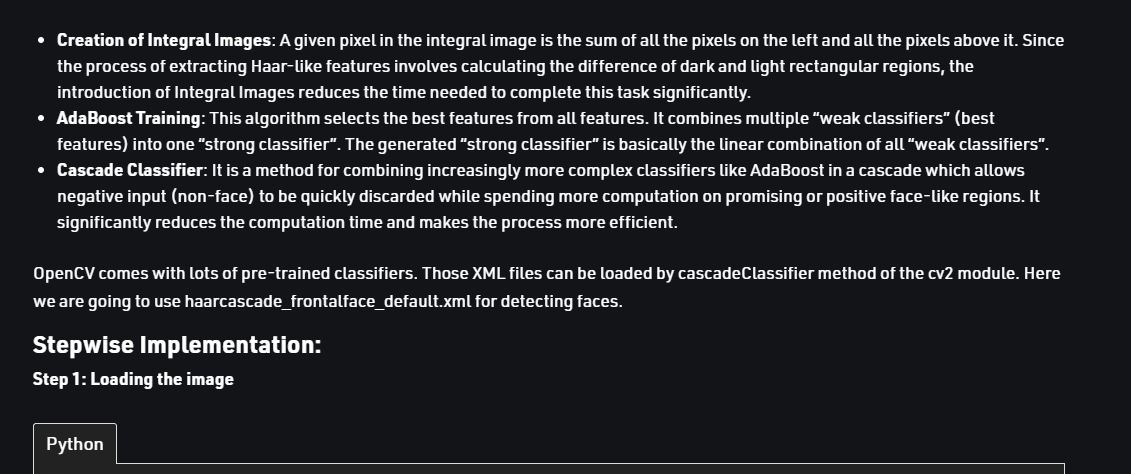 • Creation of Integral Images: A given pixel in the integral image is the sum of all the pixels on the left and all the pixels above it. Since
the process of extracting Haar-like features involves calculating the difference of dark and light rectangular regions, the
introduction of Integral Images reduces the time needed to complete this task significantly.
• AdaBoost Training: This algorithm selects the best features from all features. It combines multiple “weak classifiers” (best
features) into one “strong classifier”. The generated “strong classifier” is basically the linear combination of all “weak classifiers”.
• Cascade Classifier: It is a method for combining increasingly more complex classifiers like AdaBoost in a cascade which allows
negative input (non-face) to be quickly discarded while spending more computation on promising or positive face-like regions. It
significantly reduces the computation time and makes the process more efficient.
OpenCV comes with lots of pre-trained classifiers. Those XML files can be loaded by cascadeClassifier method of the cv2 module. Here
we are going to use haarcascade_frontalface_default.xml for detecting faces.
Stepwise Implementation:
Step 1: Loading the image
Python